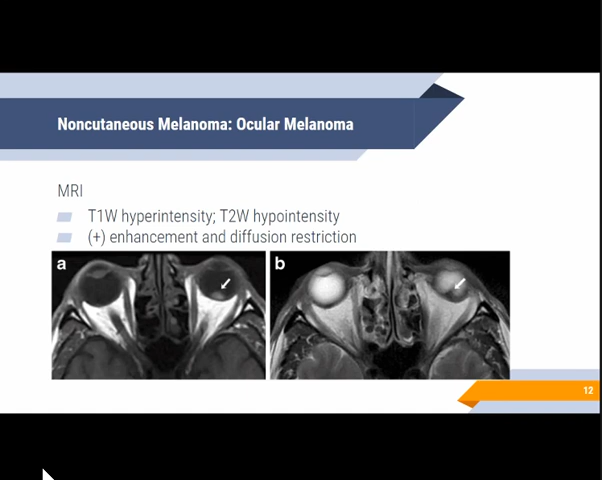 Noncutaneous Melanoma: Ocular Melanoma
MRI
T1W hyperintensity; T2W hypointensity
(+) enhancement and diffusion restriction
a
b
12